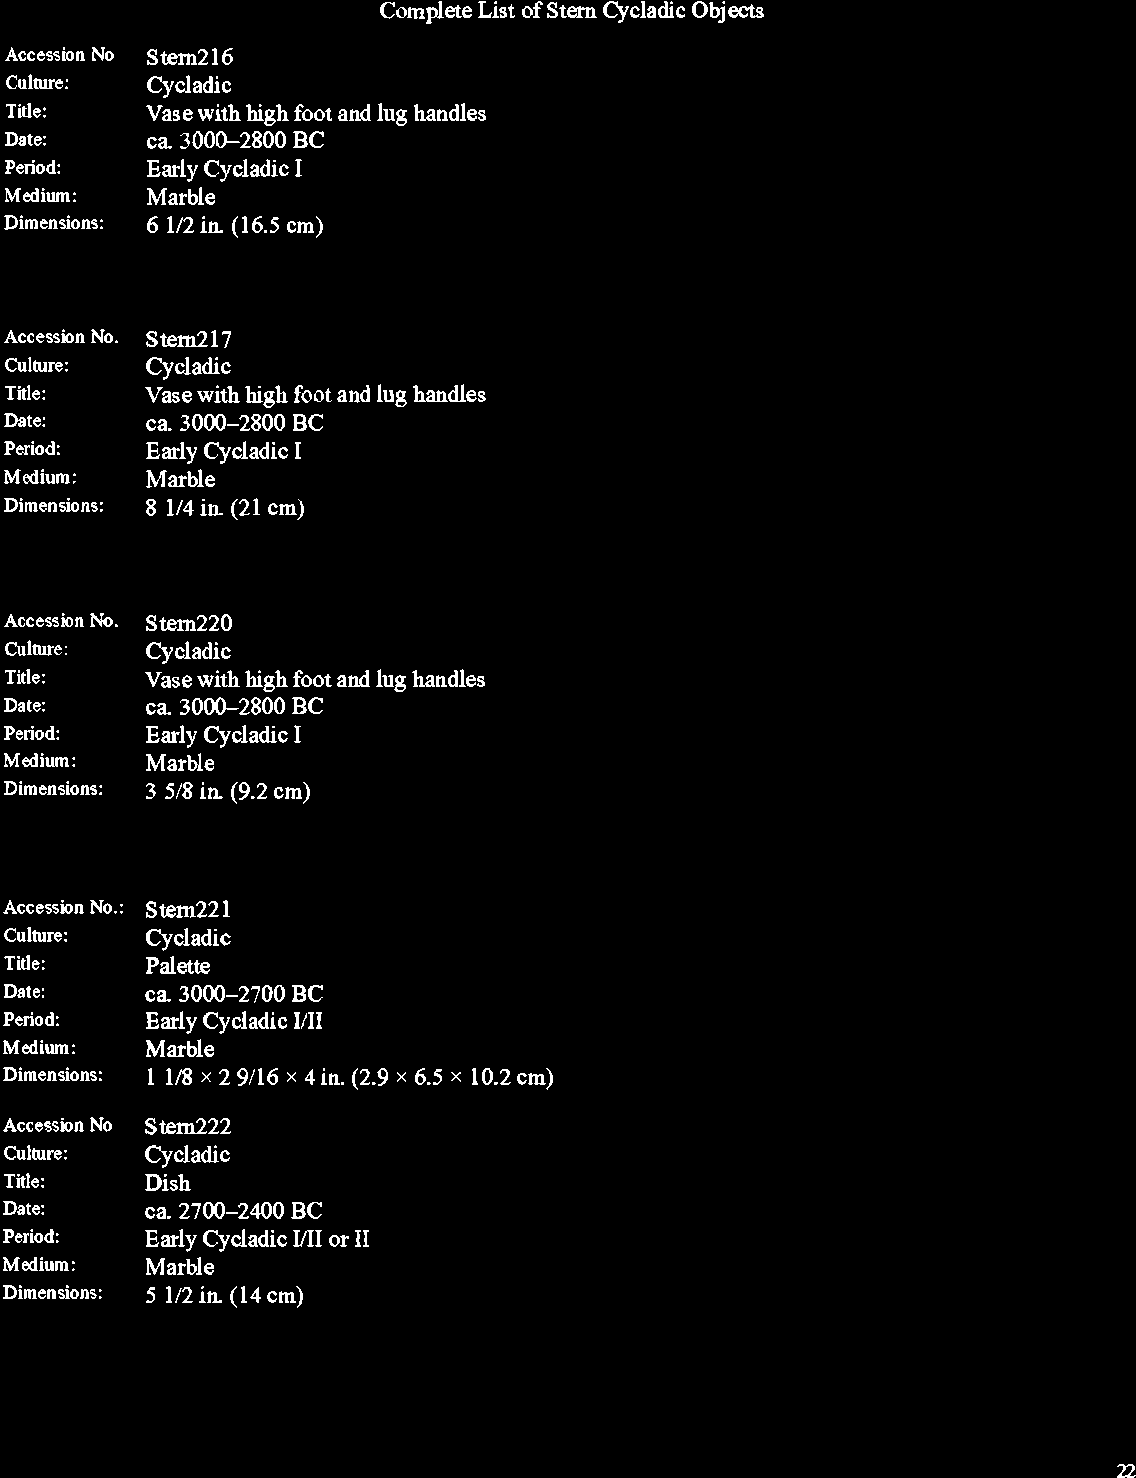 Complete List of Stern Cycladic Objects
Accession No Stern216
Culture: Cycladic
Title: Vase with high foot and lug handles
Date: ca. 3000–2800 BC
Period: Early Cycladic I
Medium: Marble
Dimensions: 6 1/2 in. (16.5 cm)
Accession No. Stern217
Culture: Cycladic
Title: Vase with high foot and lug handles
Date: ca. 3000–2800 BC
Period: Early Cycladic I
Medium: Marble
Dimensions: 8 1/4 in. (21 cm)
Accession No. Stern220
Culture: Cycladic
Title: Vase with high foot and lug handles
Date: ca. 3000–2800 BC
Period: Early Cycladic I
Medium: Marble
Dimensions: 3 5/8 in. (9.2 cm)
Accession No.: Stern221
Culture: Cycladic
Title: Palette
Date: ca. 3000–2700 BC
Period: Early Cycladic I/II
Medium: Marble
Dimensions: 1 1/8 × 2 9/16 × 4 in. (2.9 × 6.5 × 10.2 cm)
Accession No Stern222
Culture: Cycladic
Title: Dish
Date: ca. 2700–2400 BC
Period: Early Cycladic I/II or II
Medium: Marble
Dimensions: 5 1/2 in. (14 cm)
22